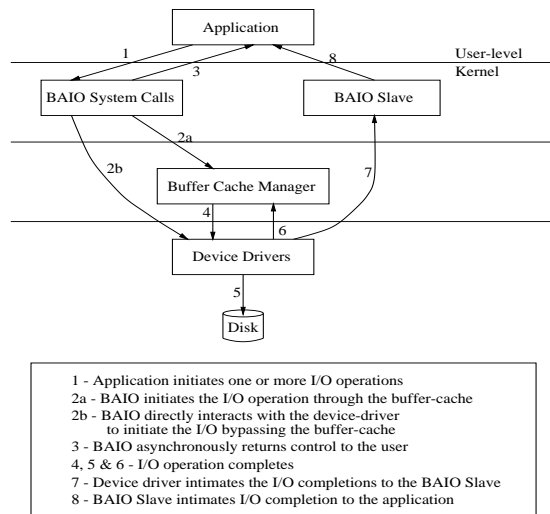 Application
1
3
8
User-level
Kernel
BAIO System Calls
BAIO Slave
2a
2b
7
Buffer Cache Manager
4
6
Device Drivers
5
Disk
1 - Application initiates one or more I/O operations
2a - BAIO initiates the I/O operation through the buffer-cache
2b - BAIO directly interacts with the device-driver
to initiate the I/O bypassing the buffer-cache
3 - BAIO asynchronously returns control to the user
4, 5 & 6 - I/O operation completes
7 - Device driver intimates the I/O completions to the BAIO Slave
8 - BAIO Slave intimates I/O completion to the application